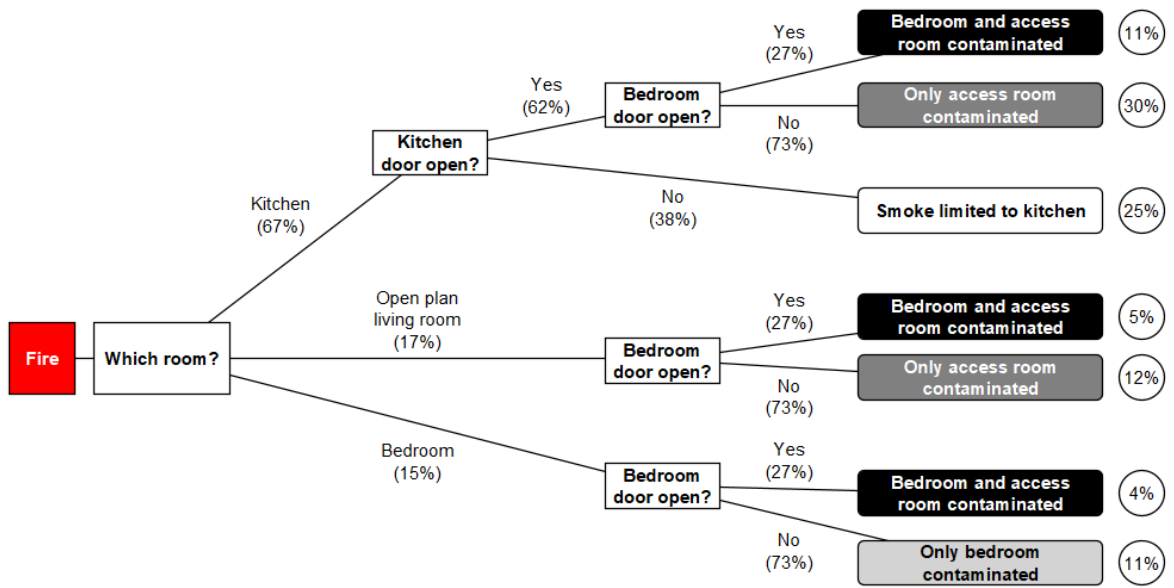 Fire
Which room?
Kitchen
(67%)
Kitchen
door open?
Yes
(62%)
Bedroom
door open?
Yes
(27%)
Bedroom and access
room contaminated
11%
No
(73%)
Only access room
contaminated
30%
No
(38%)
Smoke limited to kitchen
25%
Open plan
living room
(17%)
Bedroom
door open?
Yes
(27%)
Bedroom and access
room contaminated
5%
No
(73%)
Only access room
contaminated
12%
Bedroom
(15%)
Bedroom
door open?
Yes
(27%)
Bedroom and access
room contaminated
4%
No
(73%)
Only bedroom
contaminated
11%